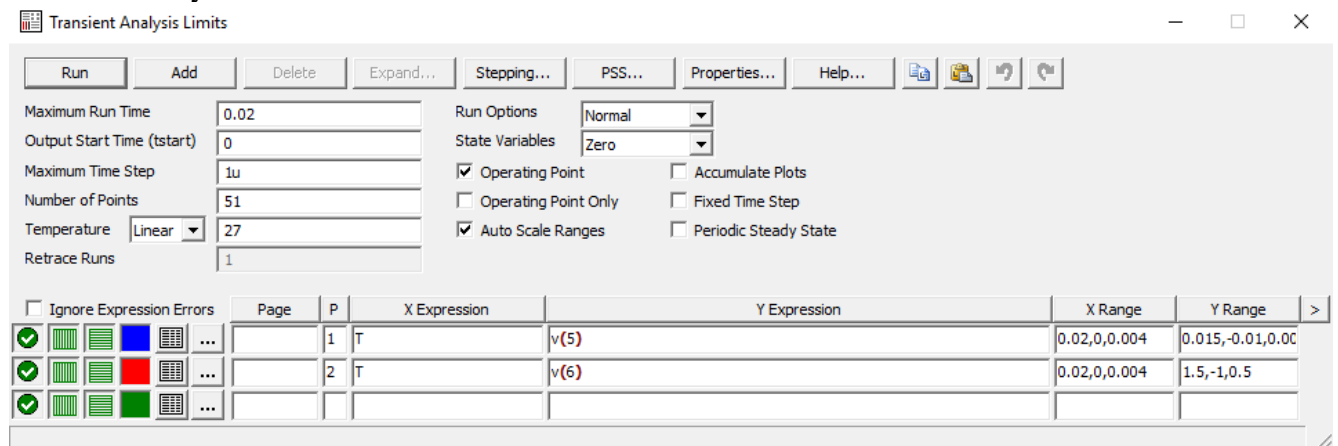 Transient Analysis Limits
Run Add Delete Expand... Stepping... PSS... Properties... Help...
Maximum Run Time 0.02 Run Options Normal
Output Start Time (tstart) 0 State Variables Zero
Maximum Time Step 1u Operating Point Accumulate Plots
Number of Points 51 Operating Point Only Fixed Time Step
Temperature Linear 27 Auto Scale Ranges Periodic Steady State
Retrace Runs 1
Ignore Expression Errors Page P X Expression Y Expression X Range Y Range >
... 1 T v(5) 0.02,0,0.004 0.015,-0.01,0.00
... 2 T v(6) 0.02,0,0.004 1.5,-1,0.5
...